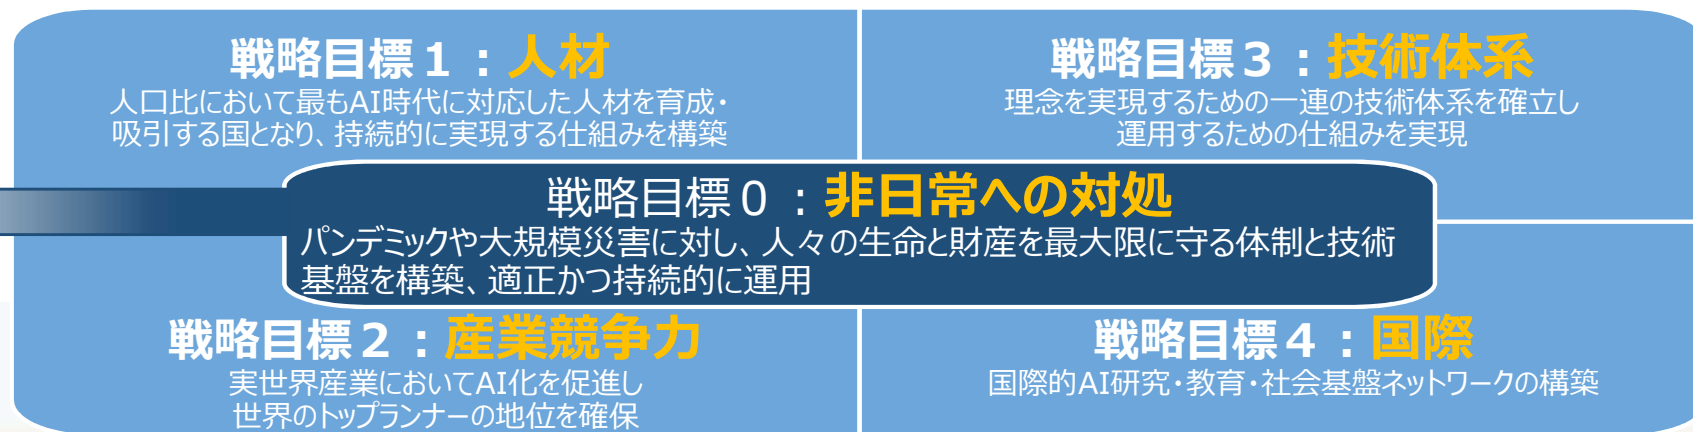 戦略目標１：人材
人口比において最もAI時代に対応した人材を育成・
吸引する国となり、持続的に実現する仕組みを構築
戦略目標３：技術体系
理念を実現するための一連の技術体系を確立し
運用するための仕組みを実現
戦略目標０：非日常への対処
パンデミックや大規模災害に対し、人々の生命と財産を最大限に守る体制と技術
基盤を構築、適正かつ持続的に運用
戦略目標２：産業競争力
実世界産業においてAI化を促進し
世界のトップランナーの地位を確保
戦略目標４：国際
国際的AI研究・教育・社会基盤ネットワークの構築